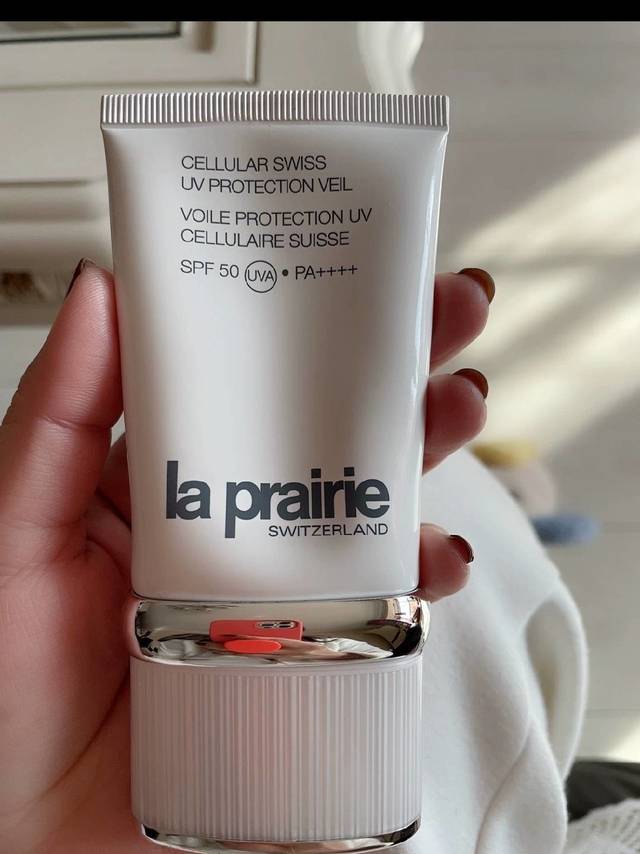 CELLULAR SWISS
UV PROTECTION VEIL
VOILE PROTECTION UV
CELLULAIRE SUISSE
SPF 50 UVA • PA++++
la prairie
SWITZERLAND